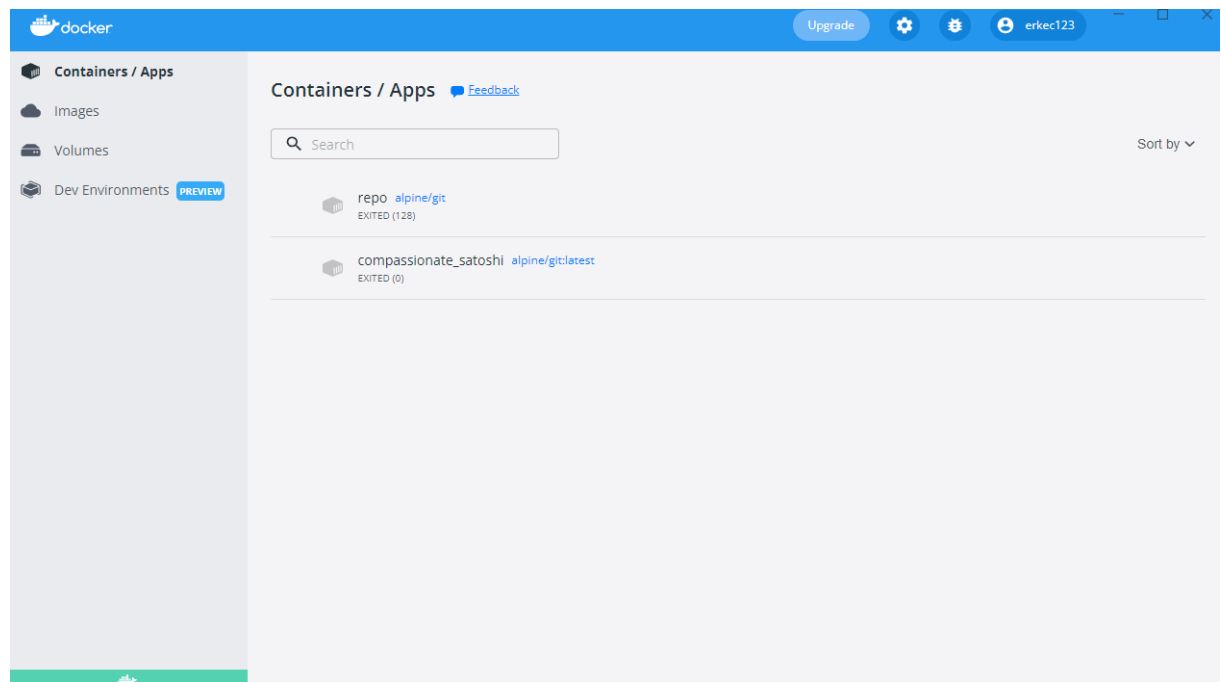 docker
Upgrade
erkec123
Containers / Apps
Images
Volumes
Dev Environments PREVIEW
Containers / Apps Feedback
Search
Sort by
repo alpine/git
EXITED (128)
compassionate_satoshi alpine/git:latest
EXITED (0)